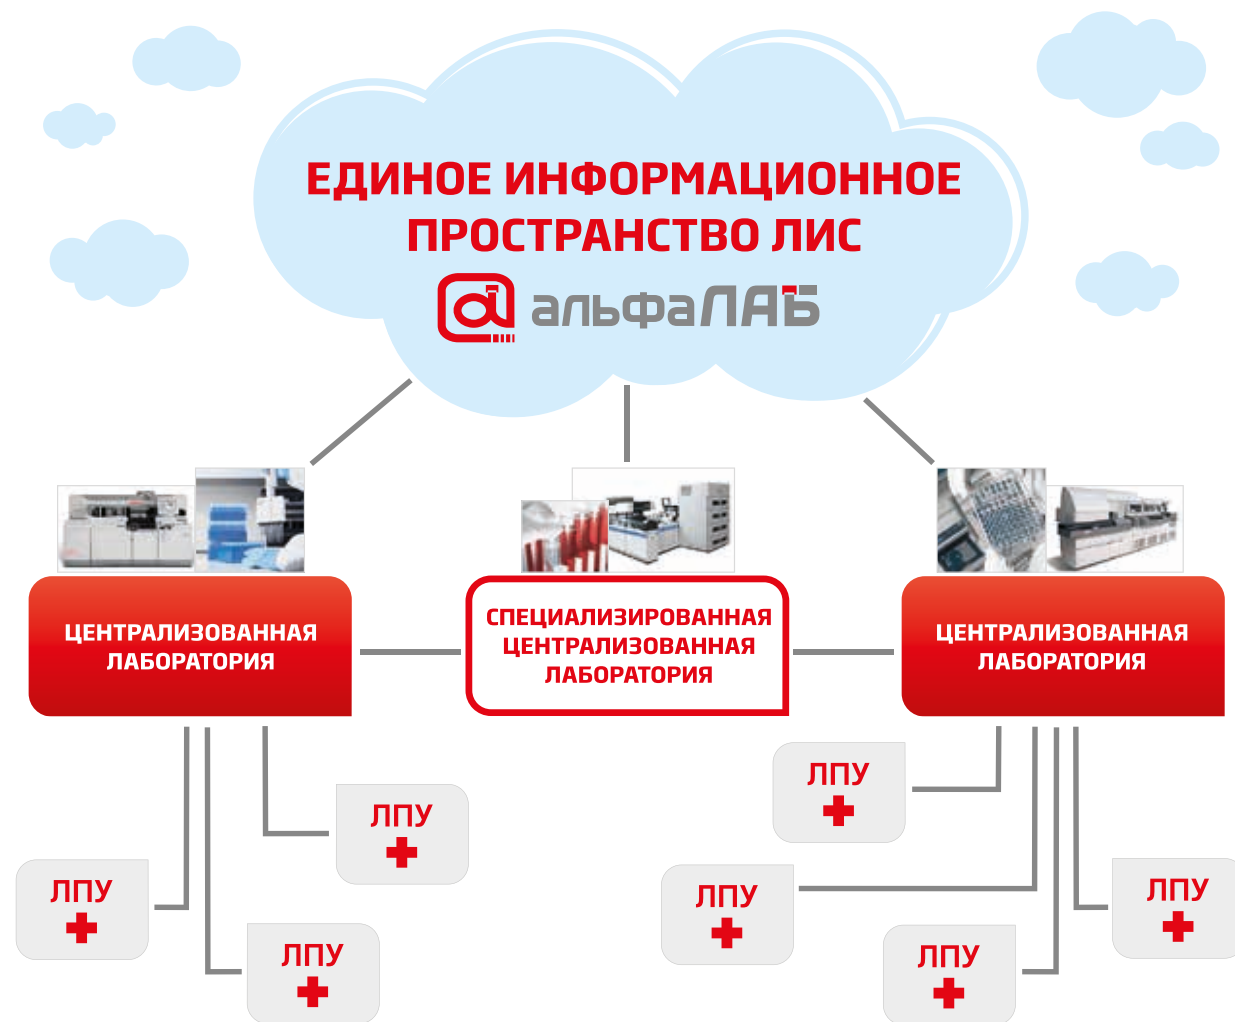 ЕДИНОЕ ИНФОРМАЦИОННОЕ
ПРОСТРАНСТВО ЛИС
альфаЛАБ
ЦЕНТРАЛИЗОВАННАЯ
ЛАБОРАТОРИЯ
СПЕЦИАЛИЗИРОВАННАЯ
ЦЕНТРАЛИЗОВАННАЯ
ЛАБОРАТОРИЯ
ЦЕНТРАЛИЗОВАННАЯ
ЛАБОРАТОРИЯ
ЛПУ
ЛПУ
ЛПУ
ЛПУ
ЛПУ
ЛПУ
ЛПУ